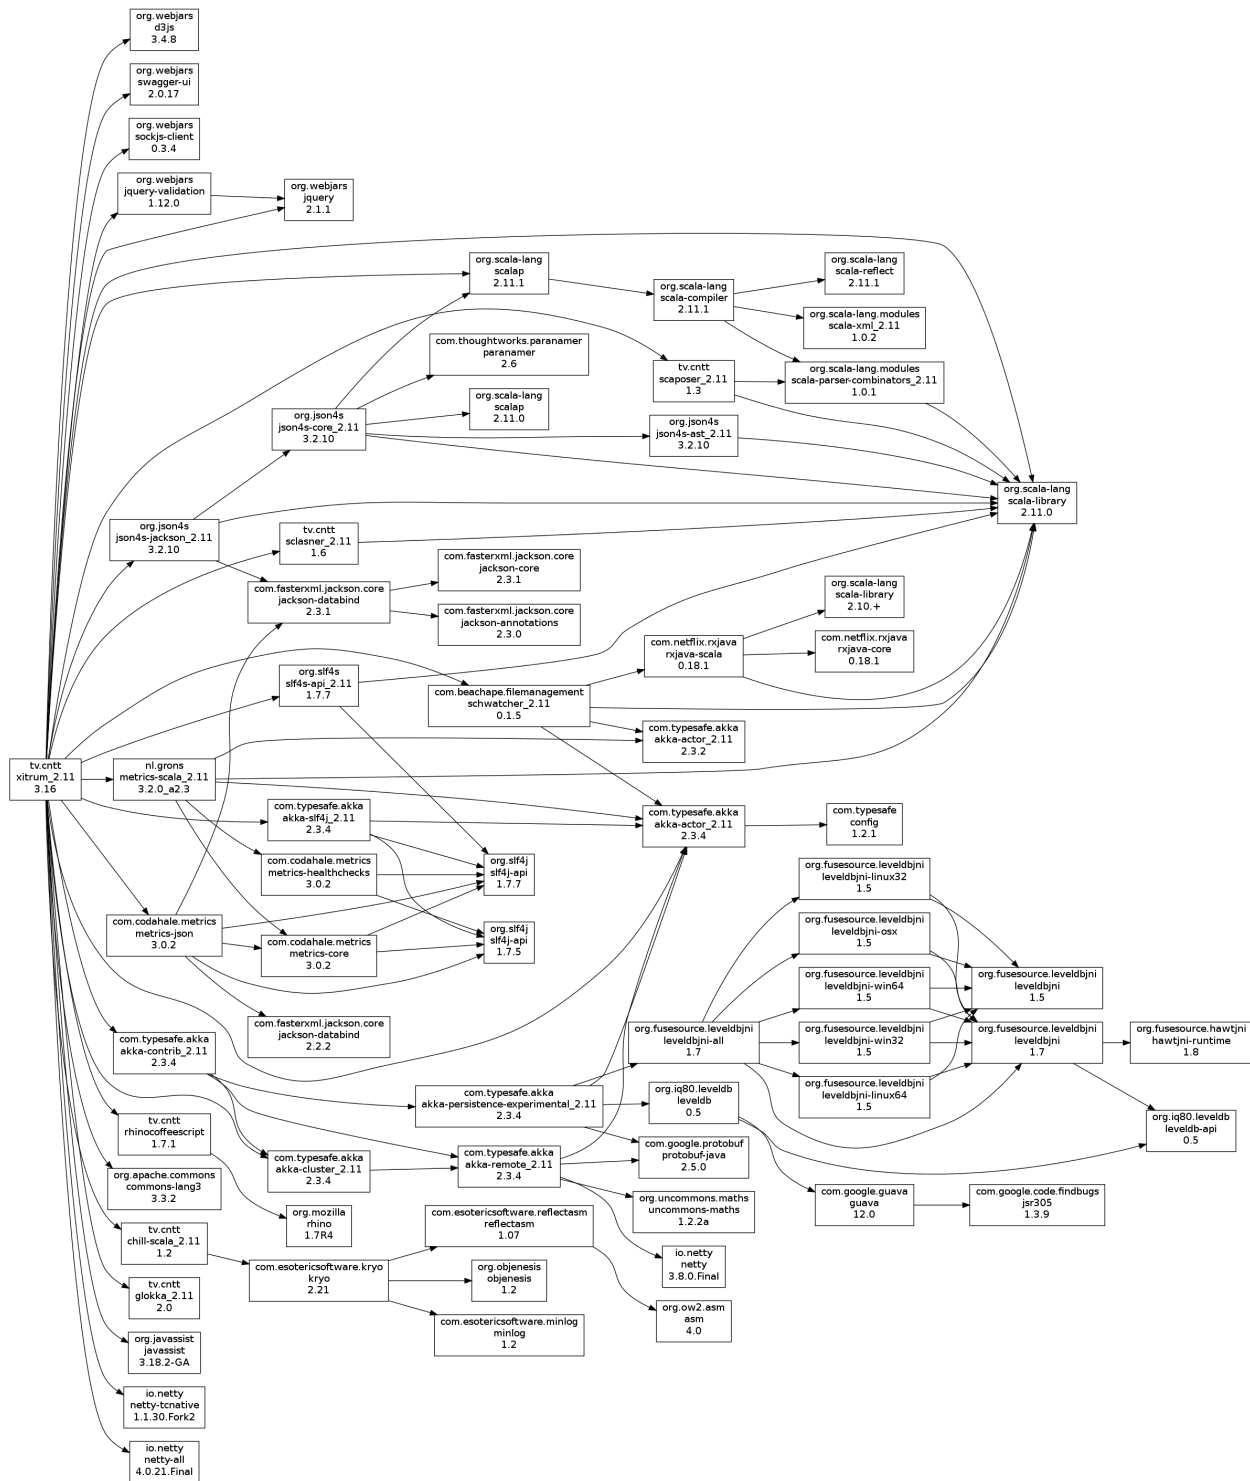 org.webjars
d3js
3.4.8
org.webjars
swagger-ui
2.0.17
org.webjars
sockjs-client
0.3.4
org.webjars
jquery-validation
1.12.0
org.webjars
jquery
2.1.1
org.scala-lang
scalap
2.11.1
org.scala-lang
scala-compiler
2.11.1
org.scala-lang
scala-reflect
2.11.1
org.scala-lang.modules
scala-xml_2.11
1.0.2
com.thoughtworks.paranamer
paranamer
2.6
tv.cntt
scaposer_2.11
1.3
org.scala-lang.modules
scala-parser-combinators_2.11
1.0.1
org.json4s
json4s-core_2.11
3.2.10
org.scala-lang
scalap
2.11.0
org.json4s
json4s-ast_2.11
3.2.10
org.scala-lang
scala-library
2.11.0
org.json4s
json4s-jackson_2.11
3.2.10
tv.cntt
sclasner_2.11
1.6
com.fasterxml.jackson.core
jackson-core
2.3.1
com.fasterxml.jackson.core
jackson-databind
2.3.1
com.fasterxml.jackson.core
jackson-annotations
2.3.0
org.scala-lang
scala-library
2.10.+
com.netflix.rxjava
rxjava-scala
0.18.1
com.netflix.rxjava
rxjava-core
0.18.1
org.slf4s
slf4s-api_2.11
1.7.7
com.beachape.filemanagement
schwatcher_2.11
0.1.5
com.typesafe.akka
akka-actor_2.11
2.3.2
tv.cntt
xitrum_2.11
3.16
nl.grons
metrics-scala_2.11
3.2.0_a2.3
com.typesafe.akka
akka-slf4j_2.11
2.3.4
com.typesafe.akka
akka-actor_2.11
2.3.4
com.typesafe
config
1.2.1
com.codahale.metrics
metrics-healthchecks
3.0.2
org.slf4j
slf4j-api
1.7.7
org.fusesource.leveldbjni
leveldbjni-linux32
1.5
com.codahale.metrics
metrics-json
3.0.2
com.codahale.metrics
metrics-core
3.0.2
org.slf4j
slf4j-api
1.7.5
org.fusesource.leveldbjni
leveldbjni-osx
1.5
org.fusesource.leveldbjni
leveldbjni-win64
1.5
org.fusesource.leveldbjni
leveldbjni
1.5
com.fasterxml.jackson.core
jackson-databind
2.2.2
com.typesafe.akka
akka-contrib_2.11
2.3.4
org.fusesource.leveldbjni
leveldbjni-all
1.7
org.fusesource.leveldbjni
leveldbjni-win32
1.5
org.fusesource.leveldbjni
leveldbjni
1.7
org.fusesource.hawtjni
hawtjni-runtime
1.8
org.fusesource.leveldbjni
leveldbjni-linux64
1.5
com.typesafe.akka
akka-persistence-experimental_2.11
2.3.4
org.iq80.leveldb
leveldb
0.5
org.iq80.leveldb
leveldb-api
0.5
tv.cntt
rhinocoffeescript
1.7.1
com.google.protobuf
protobuf-java
2.5.0
com.typesafe.akka
akka-cluster_2.11
2.3.4
com.typesafe.akka
akka-remote_2.11
2.3.4
org.apache.commons
commons-lang3
3.3.2
org.uncommons.maths
uncommons-maths
1.2.2a
com.google.guava
guava
12.0
com.google.code.findbugs
jsr305
1.3.9
org.mozilla
rhino
1.7R4
com.esotericsoftware.reflectasm
reflectasm
1.07
tv.cntt
chill-scala_2.11
1.2
io.netty
netty
3.8.0.Final
com.esotericsoftware.kryo
kryo
2.21
org.objenesis
objenesis
1.2
tv.cntt
glokka_2.11
2.0
org.ow2.asm
asm
4.0
com.esotericsoftware.minlog
minlog
1.2
org.javassist
javassist
3.18.2-GA
io.netty
netty-tcnative
1.1.30.Fork2
io.netty
netty-all
4.0.21.Final